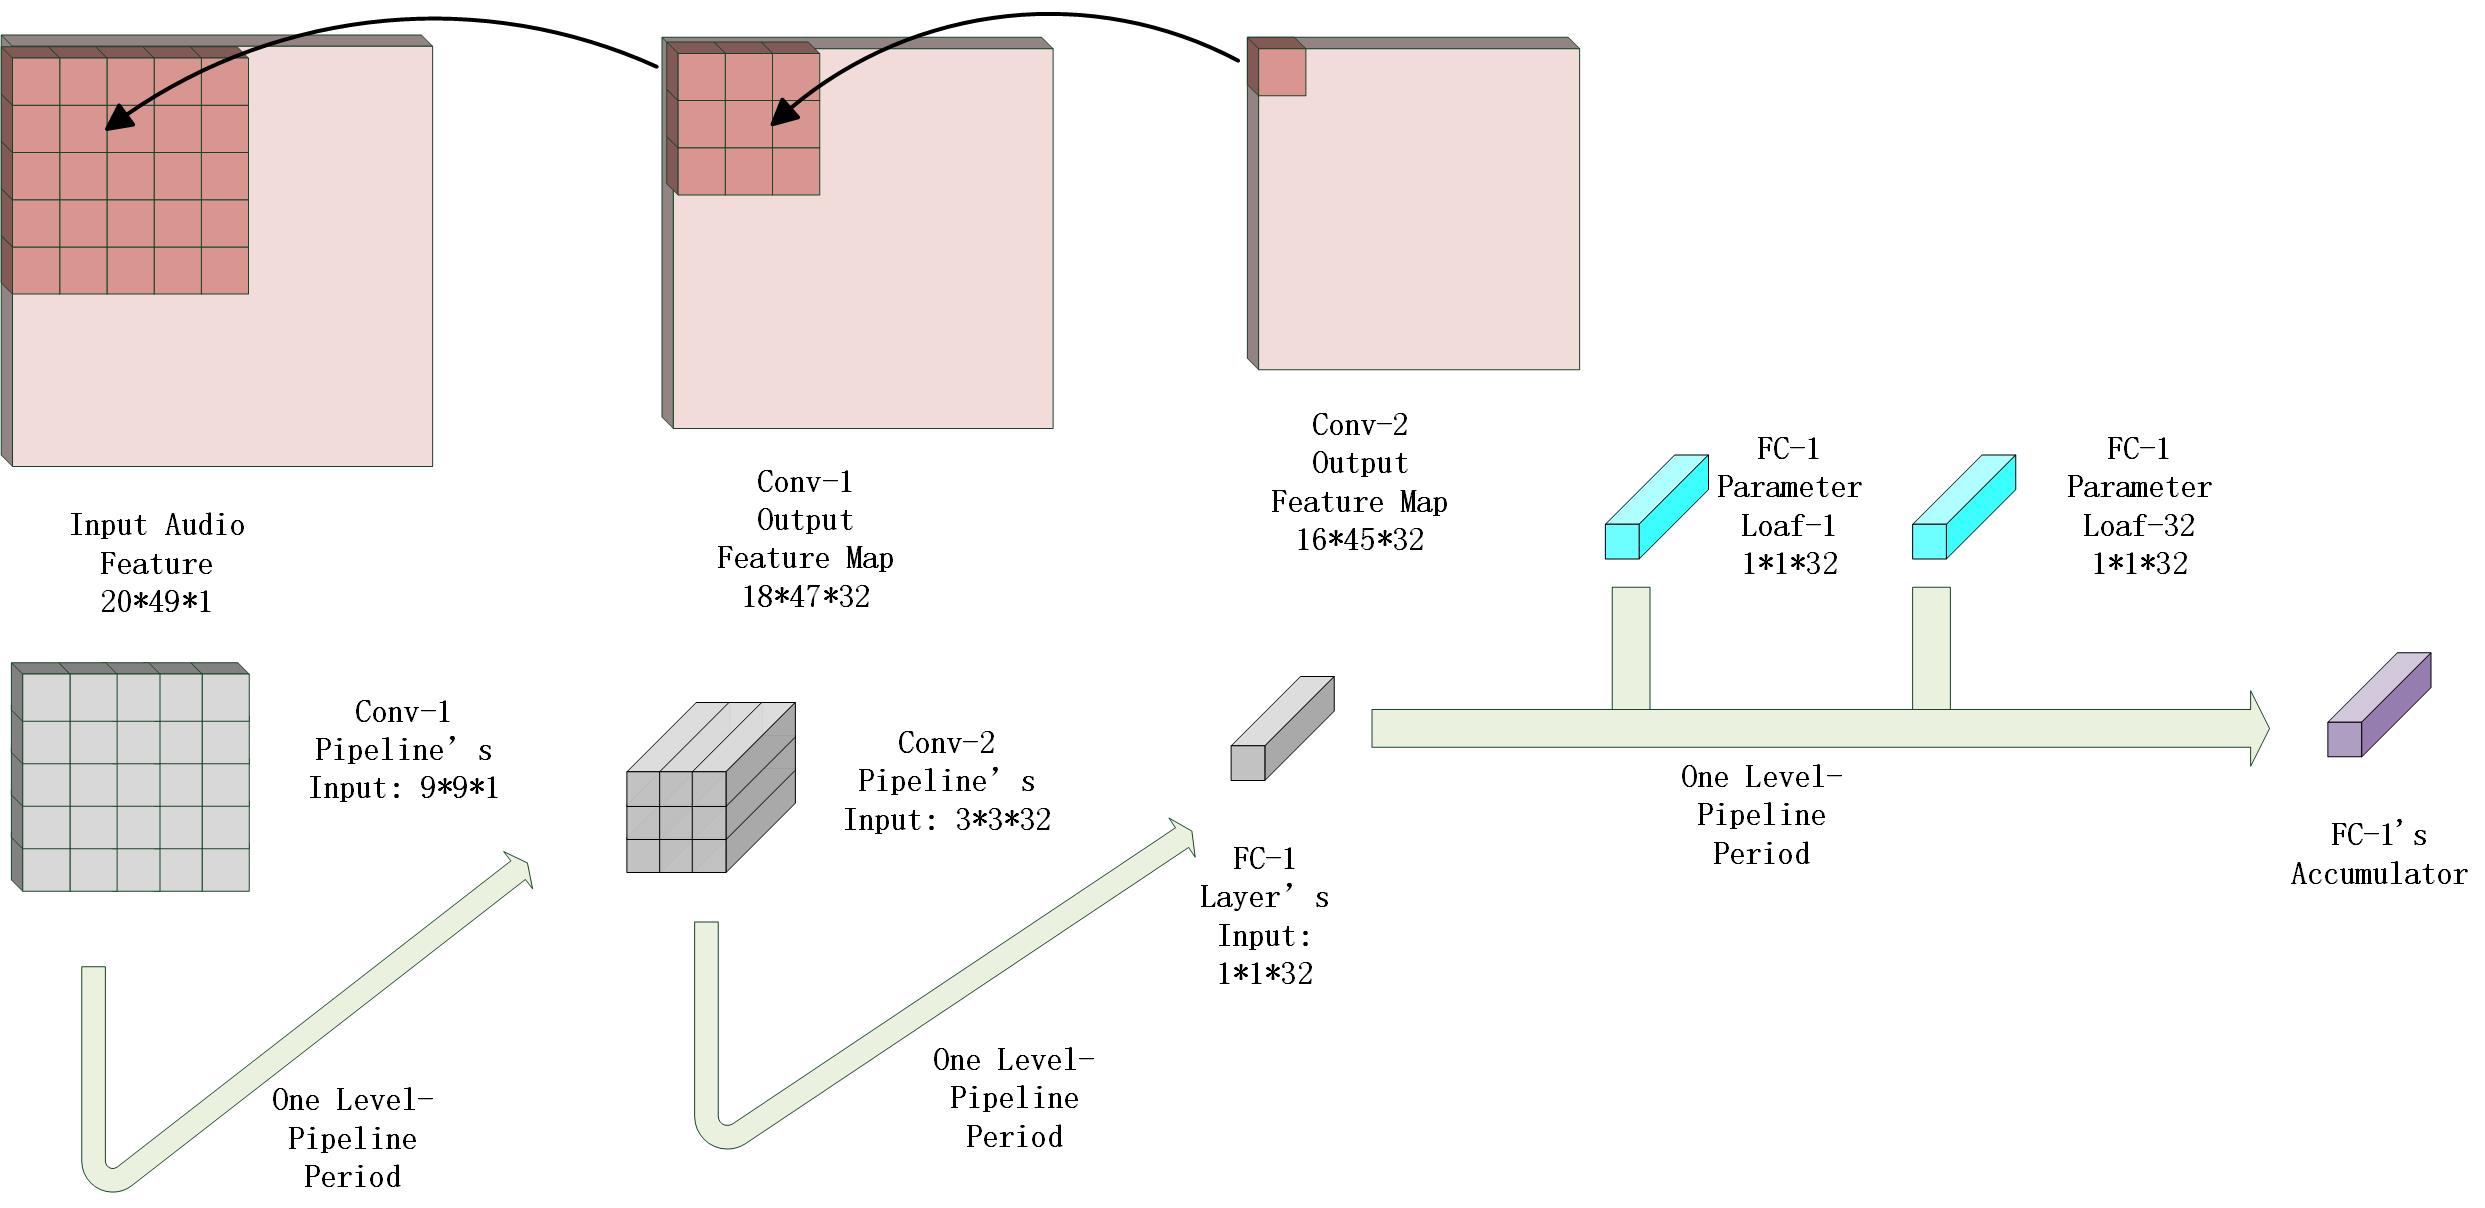 Input Audio
Feature
20*49*1
Conv-1
Output
Feature Map
18*47*32
Conv-2
Output
Feature Map
16*45*32
FC-1
Parameter
Loaf-1
1*1*32
FC-1
Parameter
Loaf-32
1*1*32
Conv-1
Pipeline’s
Input: 9*9*1
One Level-
Pipeline
Period
Conv-2
Pipeline’s
Input: 3*3*32
One Level-
Pipeline
Period
FC-1
Layer’s
Input:
1*1*32
One Level-
Pipeline
Period
FC-1's
Accumulator